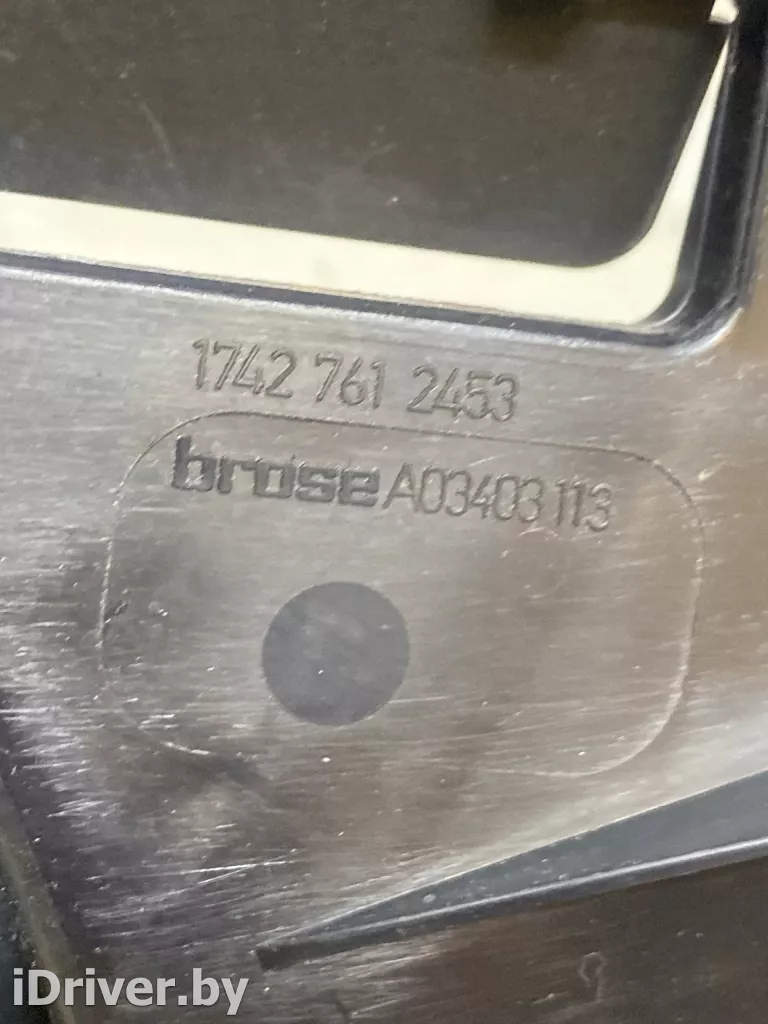 1742 761 2453
brose A03403 113
iDriver.by